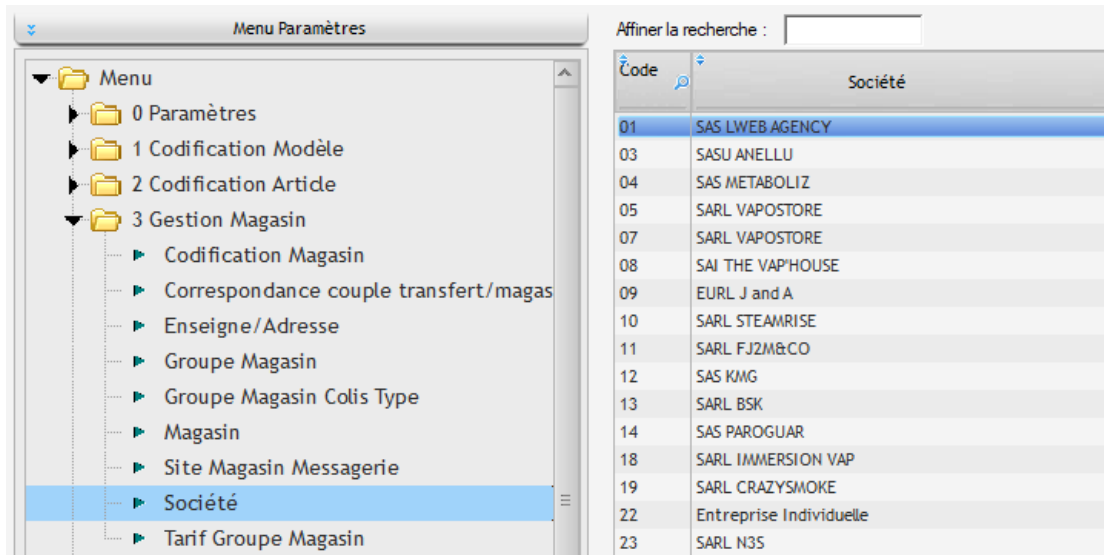 Menu Paramètres
Menu
0 Paramètres
1 Codification Modèle
2 Codification Article
3 Gestion Magasin
Codification Magasin
Correspondance couple transfert/magas
Enseigne/Adresse
Groupe Magasin
Groupe Magasin Colis Type
Magasin
Site Magasin Messagerie
Société
Tarif Groupe Magasin
Affiner la recherche :
Code Société
01 SAS LWEB AGENCY
03 SASU ANELLU
04 SAS METABOLIZ
05 SARL VAPOSTORE
07 SARL VAPOSTORE
08 SAI THE VAP'HOUSE
09 EURL J and A
10 SARL STEAMRISE
11 SARL FJ2M&CO
12 SAS KMG
13 SARL BSK
14 SAS PAROGUAR
18 SARL IMMERSION VAP
19 SARL CRAZYSMOKE
22 Entreprise Individuelle
23 SARL N3S